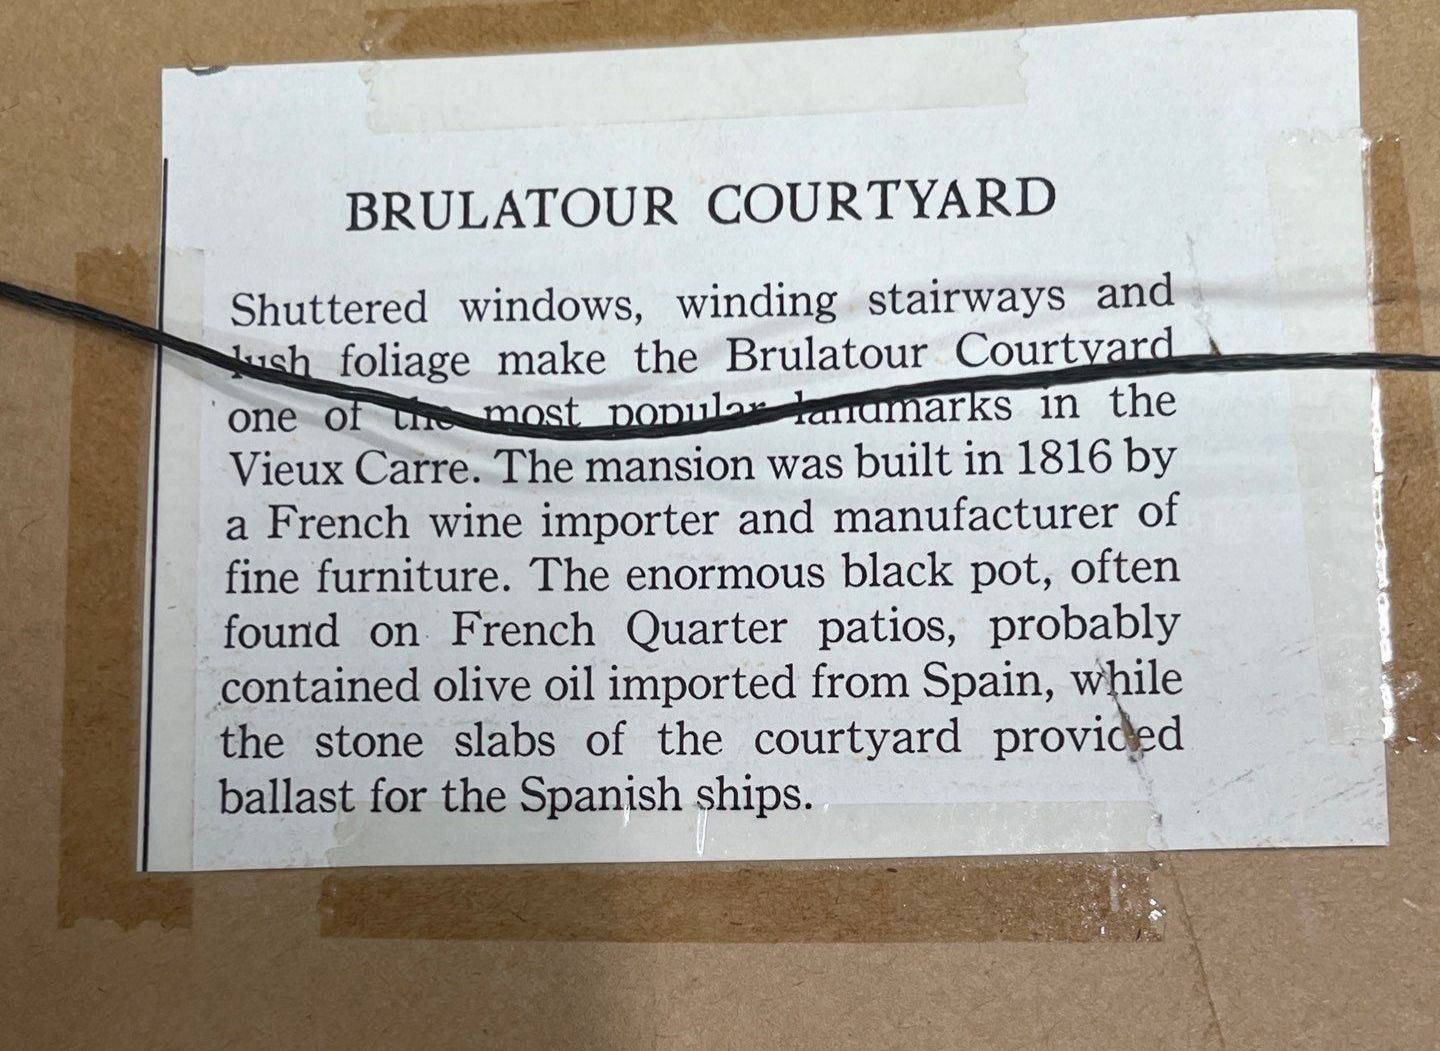 BRULATOUR COURTYARD
Shuttered windows, winding stairways and
lush foliage make the Brulatour Courtyard
one of the most popular landmarks in the
Vieux Carre. The mansion was built in 1816 by
a French wine importer and manufacturer of
fine furniture. The enormous black pot, often
found on French Quarter patios, probably
contained olive oil imported from Spain, while
the stone slabs of the courtyard provided
ballast for the Spanish ships.